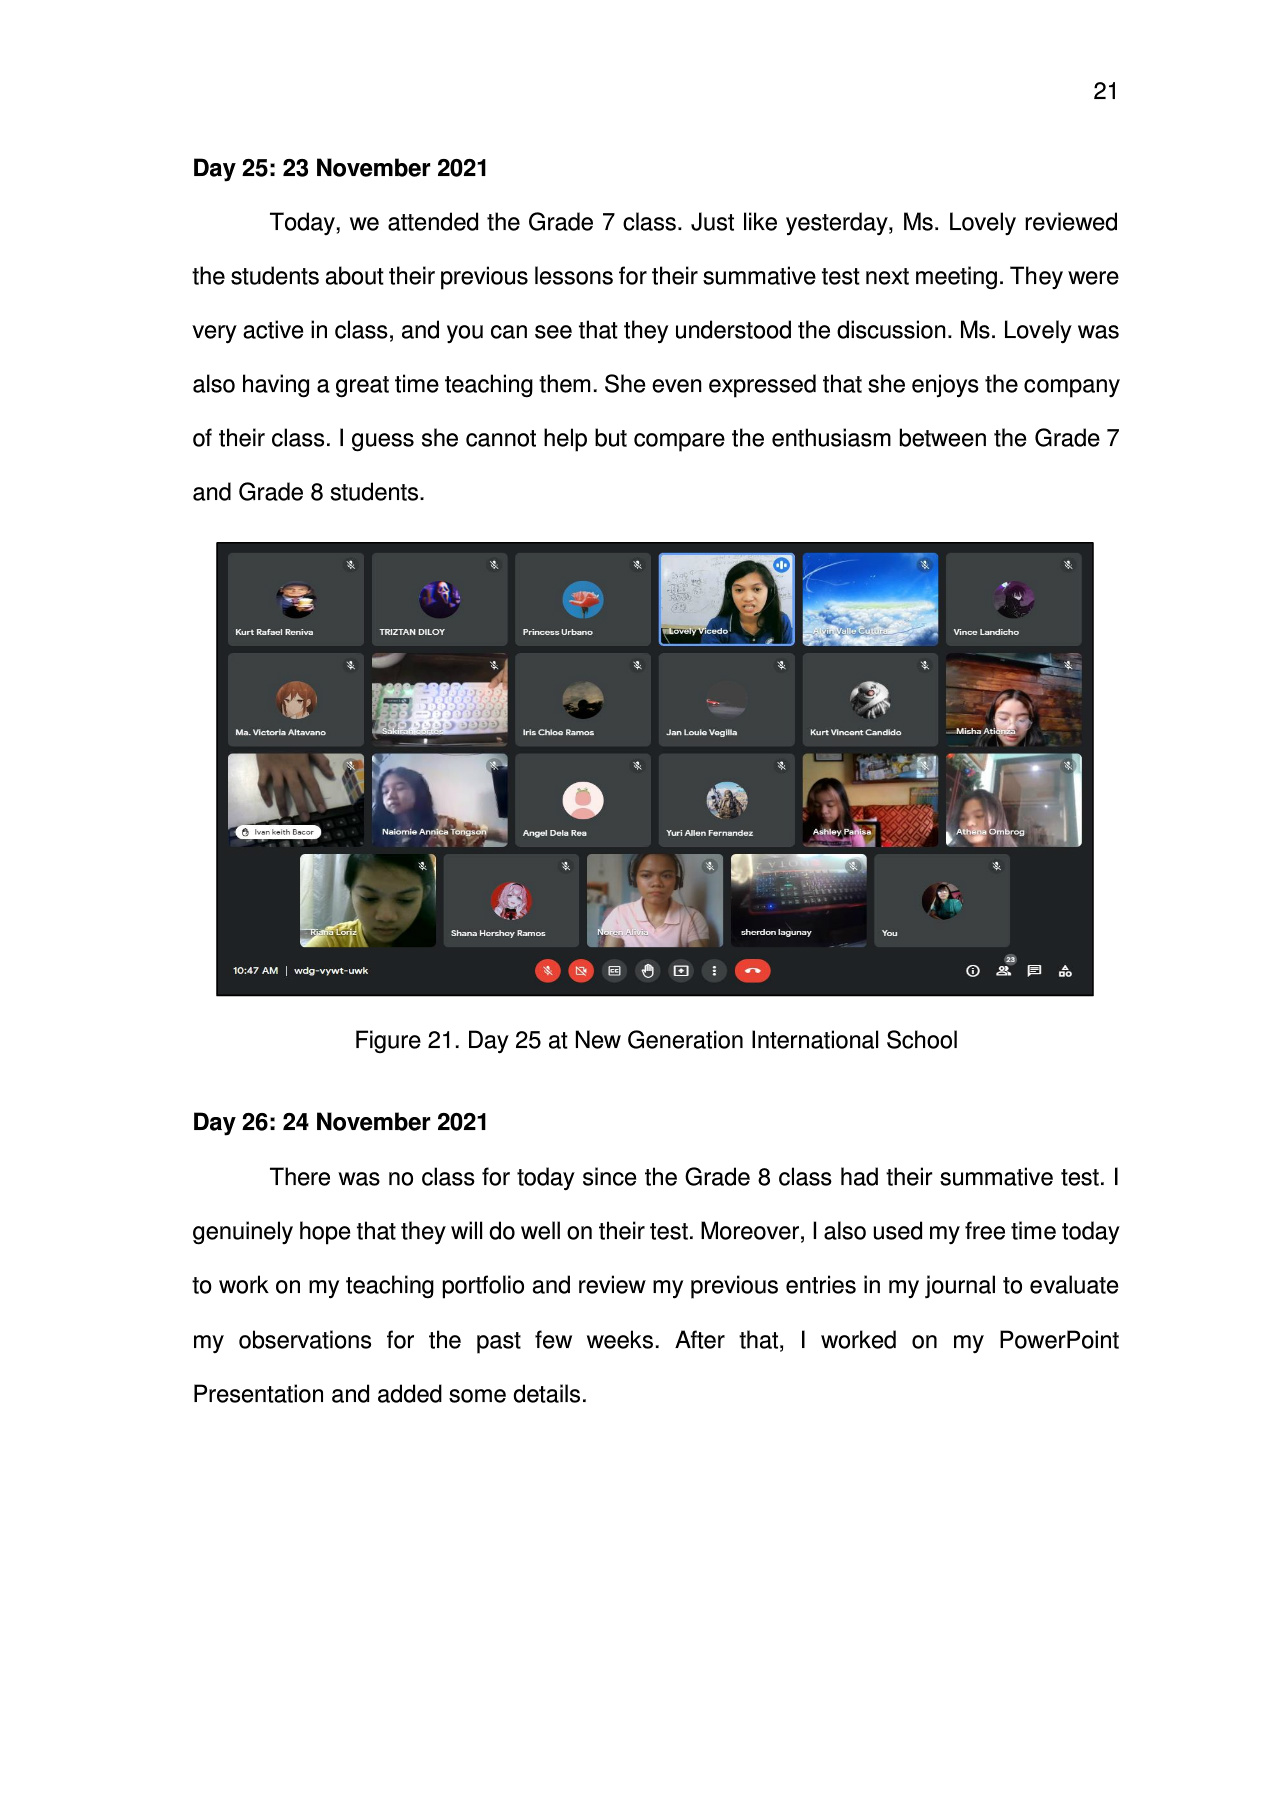 21
Day 25: 23 November 2021
Today, we attended the Grade 7 class. Just like yesterday, Ms. Lovely reviewed
the students about their previous lessons for their summative test next meeting. They were
very active in class, and you can see that they understood the discussion. Ms. Lovely was
also having a great time teaching them. She even expressed that she enjoys the company
of their class. I guess she cannot help but compare the enthusiasm between the Grade 7
and Grade 8 students.
Kurt Rafael Reniva
TRIZTAN DILOY
Princess Urbano
Lovely Vicedo
Alvin Valle
Vince Landicho
Ma. Victoria Altavano
Iris Chloe Ramos
Jan Louie Vegilla
Kurt Vincent Candido
Misha Atienza
Ivan keith Bacor
Naiomie Annica Tongson
Angel Dela Rea
Yuri Allen Fernandez
Ashley Panisa
Athena Ombrog
Riana Loriz
Shana Hershey Ramos
Noren Alivia
sherdon lagunay
You
10:47 AM | wdg-vywt-uwk
23
Figure 21. Day 25 at New Generation International School
Day 26: 24 November 2021
There was no class for today since the Grade 8 class had their summative test. I
genuinely hope that they will do well on their test. Moreover, I also used my free time today
to work on my teaching portfolio and review my previous entries in my journal to evaluate
my observations for the past few weeks. After that, I worked on my PowerPoint
Presentation and added some details.